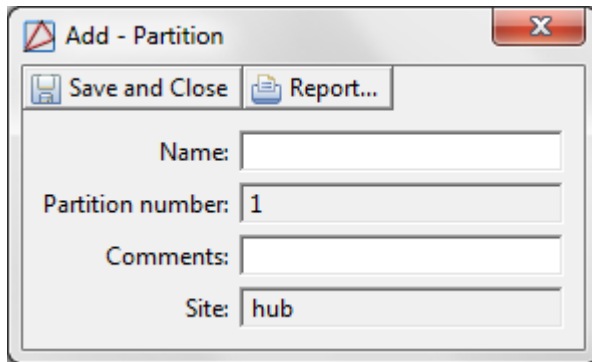 Add - Partition
Save and Close Report...
Name:
Partition number: 1
Comments:
Site: hub